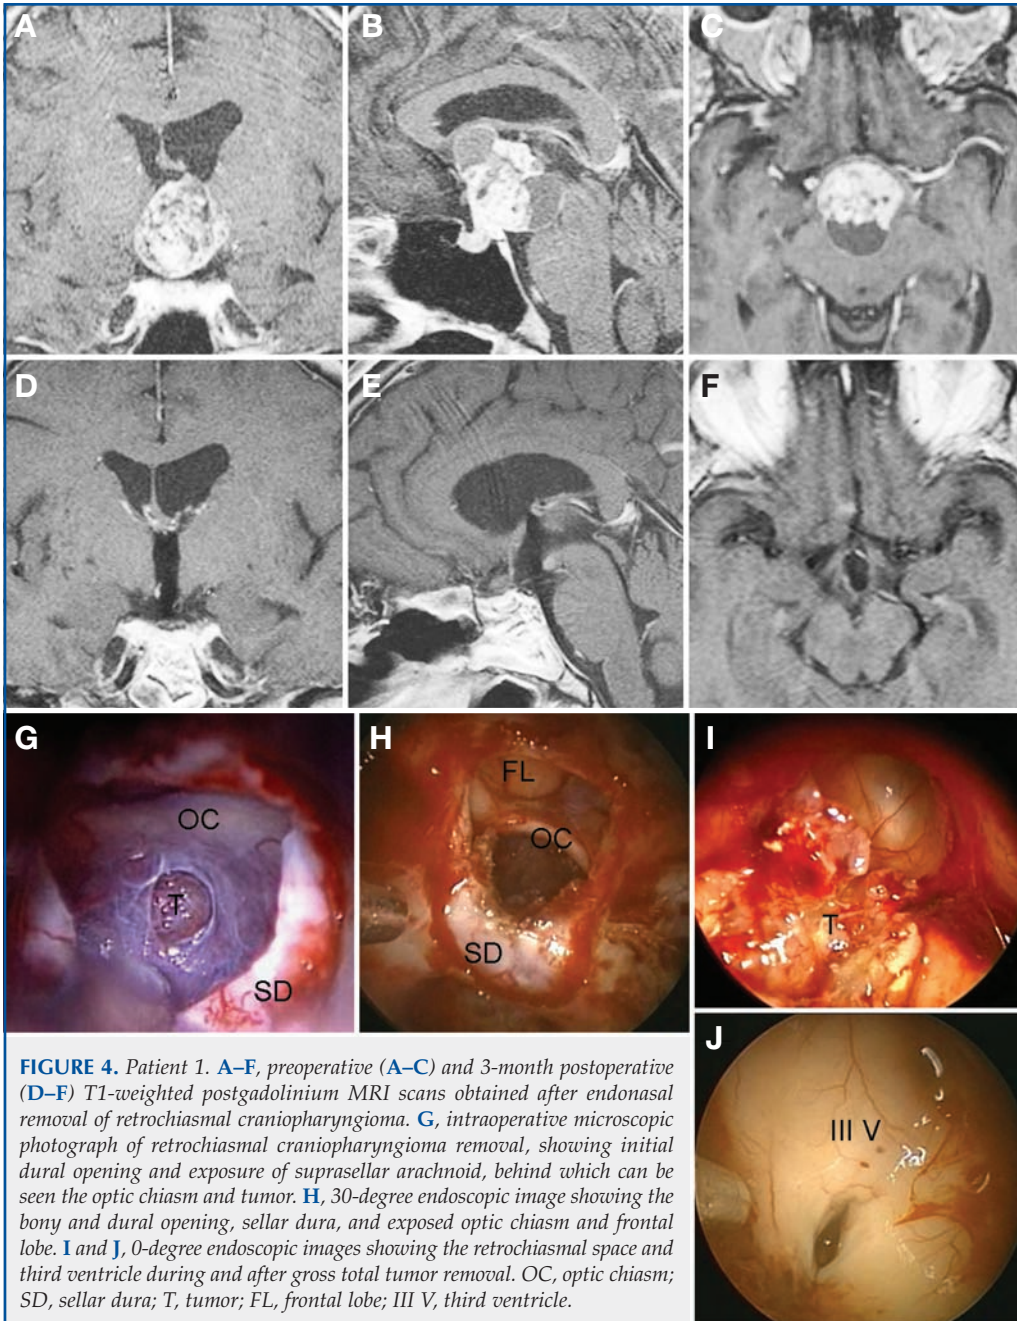 A
B
C
D
E
F
G
OC
T
SD
H
FL
OC
SD
I
T
J
III V
FIGURE 4. Patient 1. A–F, preoperative (A–C) and 3-month postoperative
(D–F) T1-weighted postgadolinium MRI scans obtained after endonasal
removal of retrochiasmal craniopharyngioma. G, intraoperative microscopic
photograph of retrochiasmal craniopharyngioma removal, showing initial
dural opening and exposure of suprasellar arachnoid, behind which can be
seen the optic chiasm and tumor. H, 30-degree endoscopic image showing the
bony and dural opening, sellar dura, and exposed optic chiasm and frontal
lobe. I and J, 0-degree endoscopic images showing the retrochiasmal space and
third ventricle during and after gross total tumor removal. OC, optic chiasm;
SD, sellar dura; T, tumor; FL, frontal lobe; III V, third ventricle.